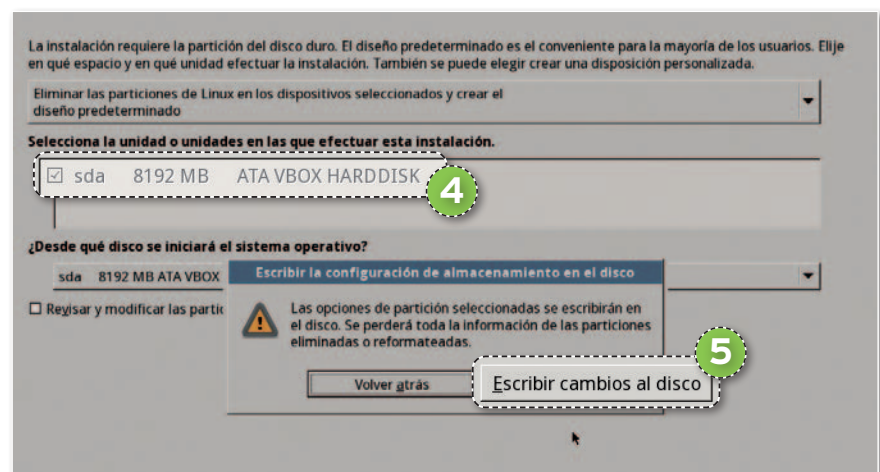 La instalación requiere la partición del disco duro. El diseño predeterminado es el conveniente para la mayoría de los usuarios. Elije
en qué espacio y en qué unidad efectuar la instalación. También se puede elegir crear una disposición personalizada.
Eliminar las particiones de Linux en los dispositivos seleccionados y crear el
diseño predeterminado
Selecciona la unidad o unidades en las que efectuar esta instalación.
sda 8192 MB ATA VBOX HARDDISK
4
¿Desde qué disco se iniciará el sistema operativo?
sda 8192 MB ATA VBOX
Escribir la configuración de almacenamiento en el disco
Revisar y modificar las partic
Las opciones de partición seleccionadas se escribirán en
el disco. Se perderá toda la información de las particiones
eliminadas o reformateadas.
5
Volver atrás
Escribir cambios al disco